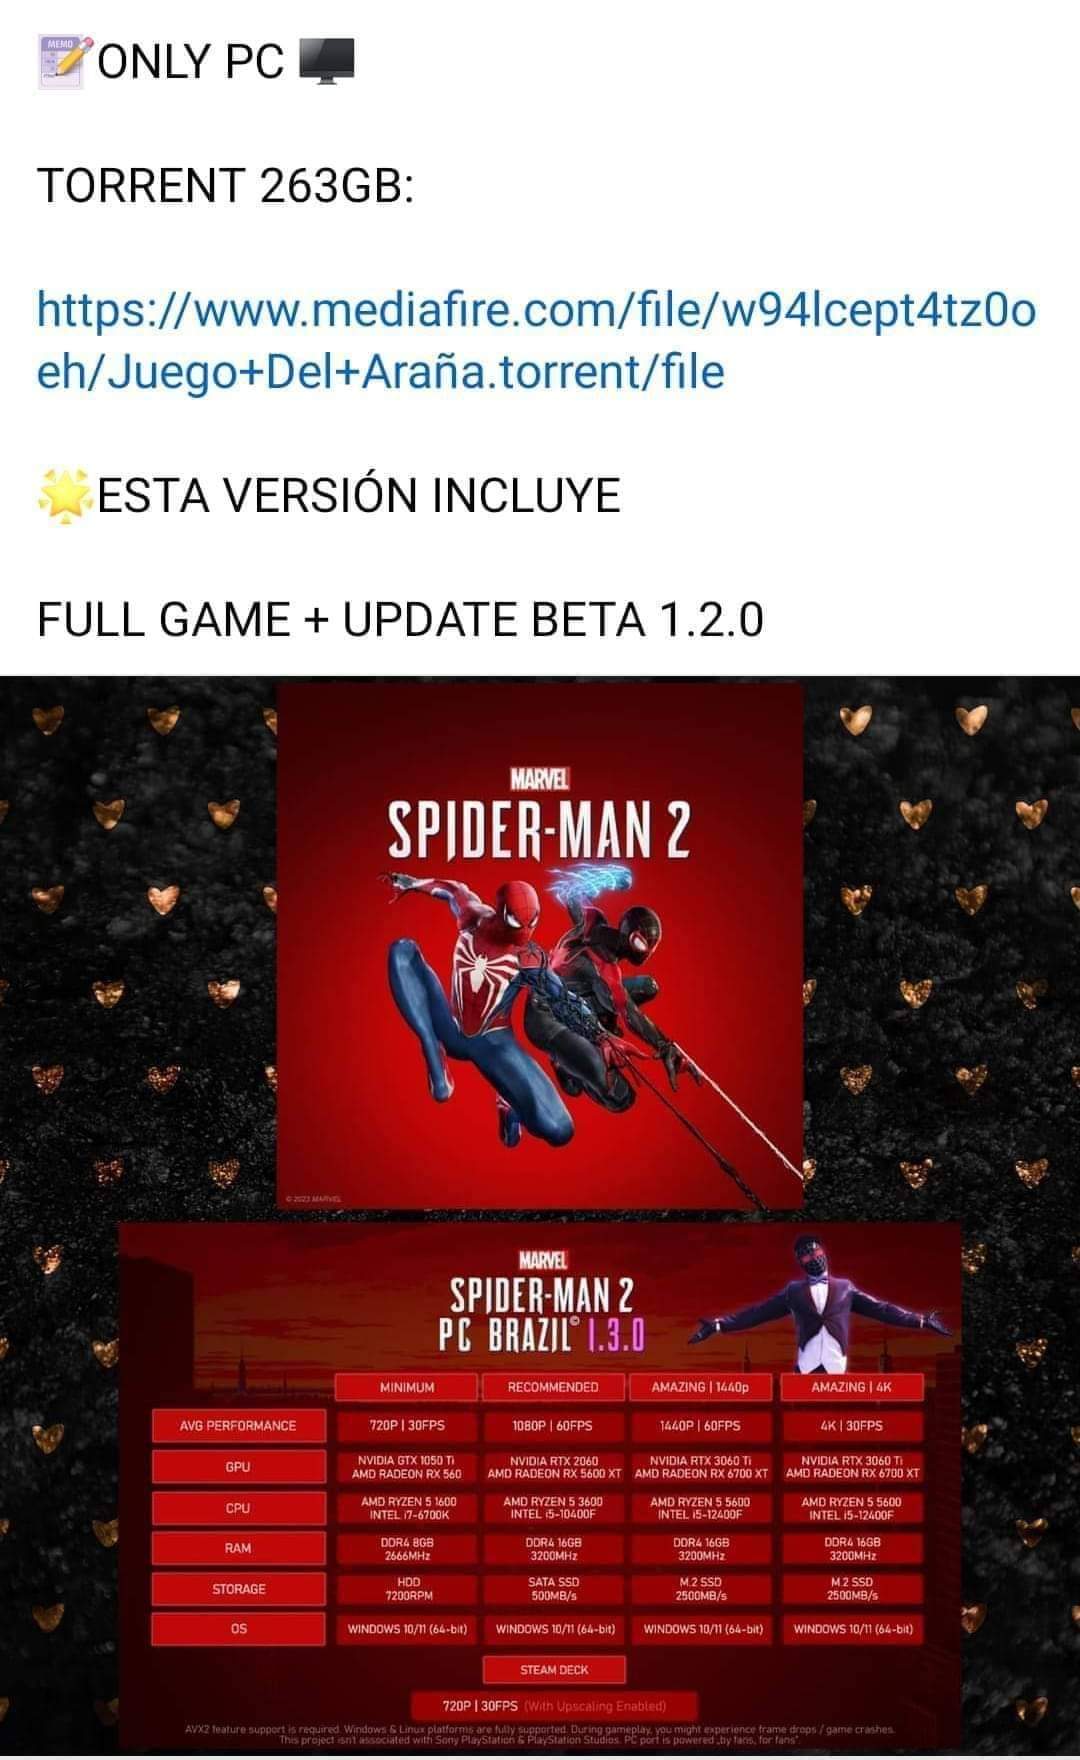 MEMO
📝ONLY PC 🖥️
TORRENT 263GB:
https://www.mediafire.com/file/w94lcept4tz0o
eh/Juego+Del+Araña.torrent/file
🌟ESTA VERSIÓN INCLUYE
FULL GAME + UPDATE BETA 1.2.0
MARVEL
SPIDER-MAN 2
© 2023 MARVEL
MARVEL
SPIDER-MAN 2
PC BRAZIL© 1.3.0
MINIMUM RECOMMENDED AMAZING | 1440p AMAZING | 4K
AVG PERFORMANCE 720P | 30FPS 1080P | 60FPS 1440P | 60FPS 4K | 30FPS
GPU
NVIDIA GTX 1050 Ti NVIDIA RTX 2060 NVIDIA RTX 3060 Ti NVIDIA RTX 3060 Ti
AMD RADEON RX 560 AMD RADEON RX 5600 XT AMD RADEON RX 6700 XT AMD RADEON RX 6700 XT
CPU
AMD RYZEN 5 1600 AMD RYZEN 5 3600 AMD RYZEN 5 5600 AMD RYZEN 5 5600
INTEL i7-6700K INTEL i5-10400F INTEL i5-12400F INTEL i5-12400F
RAM
DDR4 8GB DDR4 16GB DDR4 16GB DDR4 16GB
2666MHz 3200MHz 3200MHz 3200MHz
STORAGE
HDD SATA SSD M.2 SSD M.2 SSD
7200RPM 500MB/s 2500MB/s 2500MB/s
OS WINDOWS 10/11 (64-bit) WINDOWS 10/11 (64-bit) WINDOWS 10/11 (64-bit) WINDOWS 10/11 (64-bit)
STEAM DECK
720P | 30FPS (With Upscaling Enabled)
AVX2 feature support is required. Windows & Linux platforms are fully supported. During gameplay, you might experience frame drops / game crashes.
This project isn't associated with Sony PlayStation & PlayStation Studios. PC port is powered „by fans, for fans".